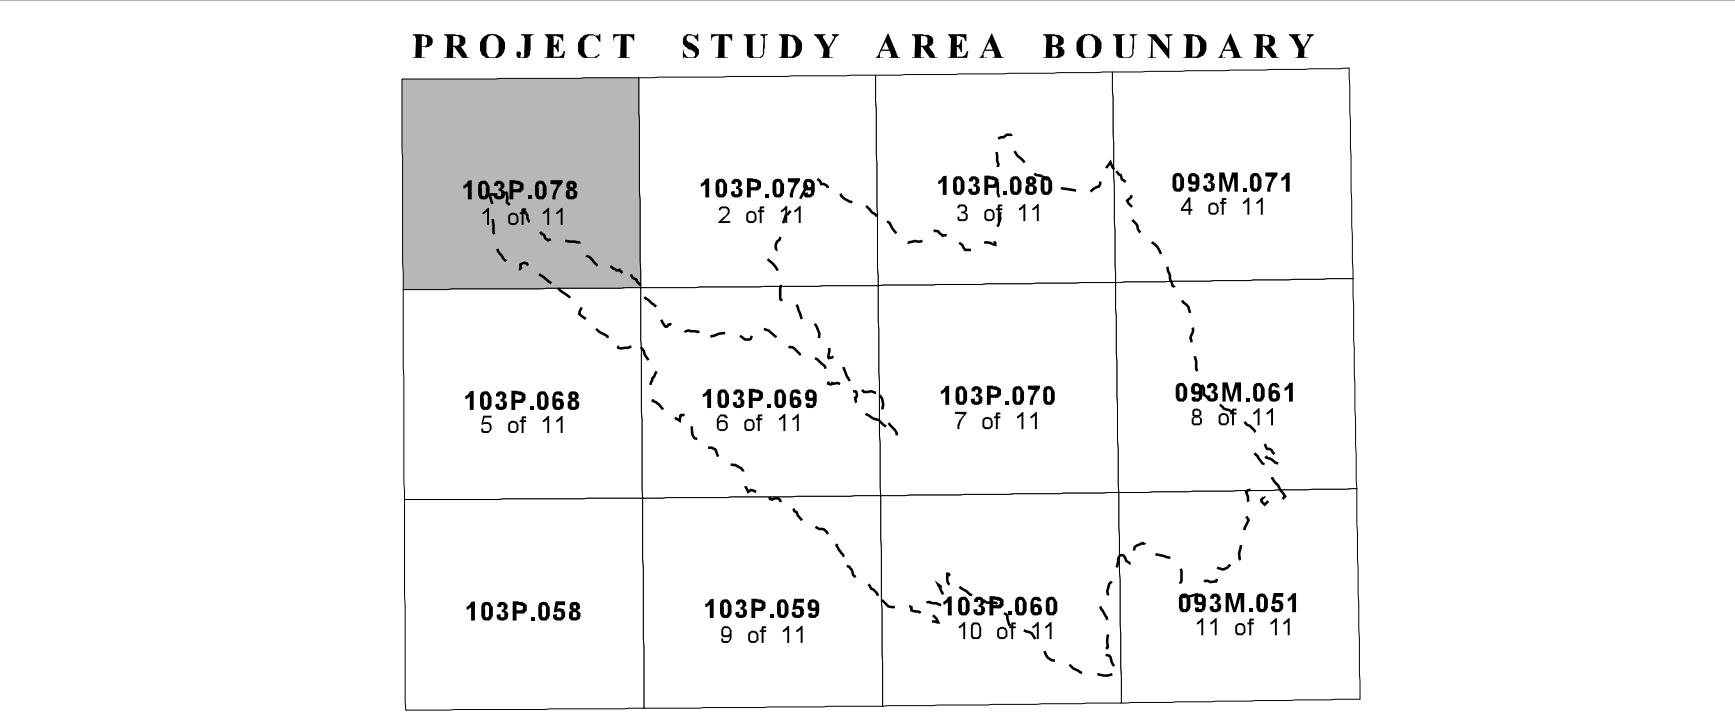 PROJECT STUDY AREA BOUNDARY
103P.078
1 of 11
103P.079
2 of 11
103P.080
3 of 11
093M.071
4 of 11
103P.068
5 of 11
103P.069
6 of 11
103P.070
7 of 11
093M.061
8 of 11
103P.058
103P.059
9 of 11
103P.060
10 of 11
093M.051
11 of 11